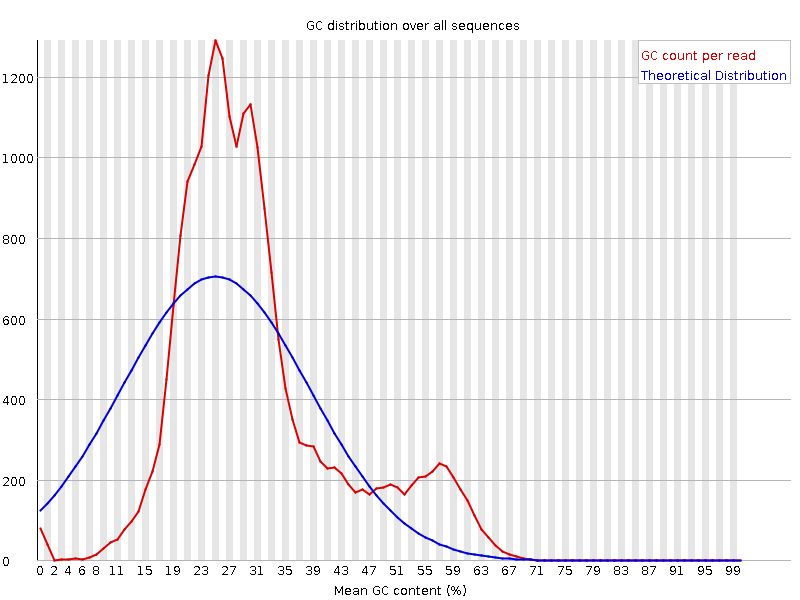 GC distribution over all sequences
GC count per read
Theoretical Distribution
1200
1000
800
600
400
200
0
0 2 4 6 8 11 15 19 23 27 31 35 39 43 47 51 55 59 63 67 71 75 79 83 87 91 95 99
Mean GC content (%)